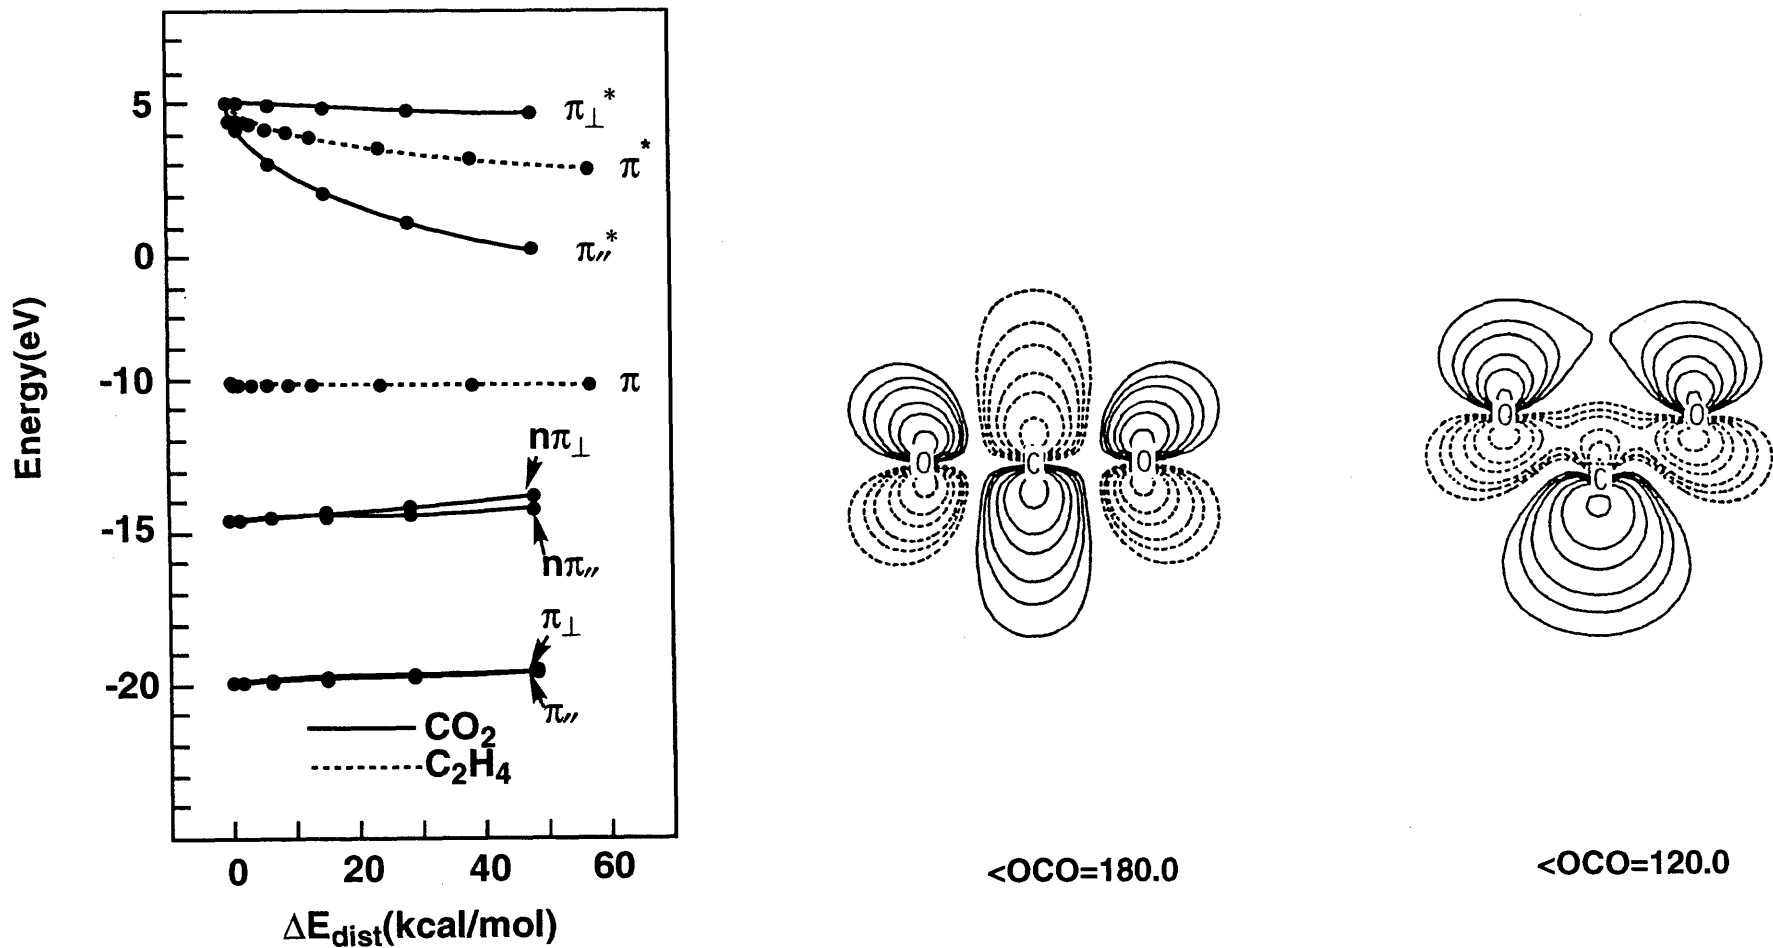 5
0
-10
-15
-20
Energy(eV)
π⊥*
π*
π〃*
π
nπ⊥
nπ〃
π⊥
π〃
CO2
C2H4
0 20 40 60
ΔEdist(kcal/mol)
O C O
<OCO=180.0
O O
C
<OCO=120.0